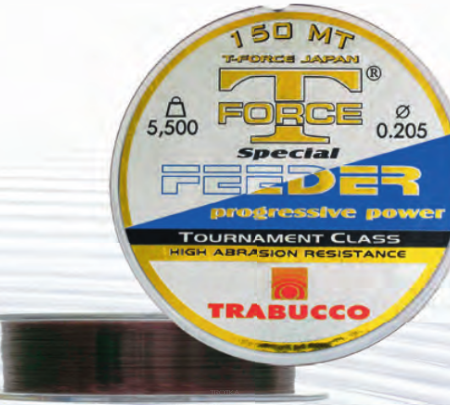 150 MT
T-FORCE JAPAN
T ®
FORCE
5,500
Ø
0.205
Special
FEEDER
progressive power
TOURNAMENT CLASS
HIGH ABRASION RESISTANCE
TRABUCCO